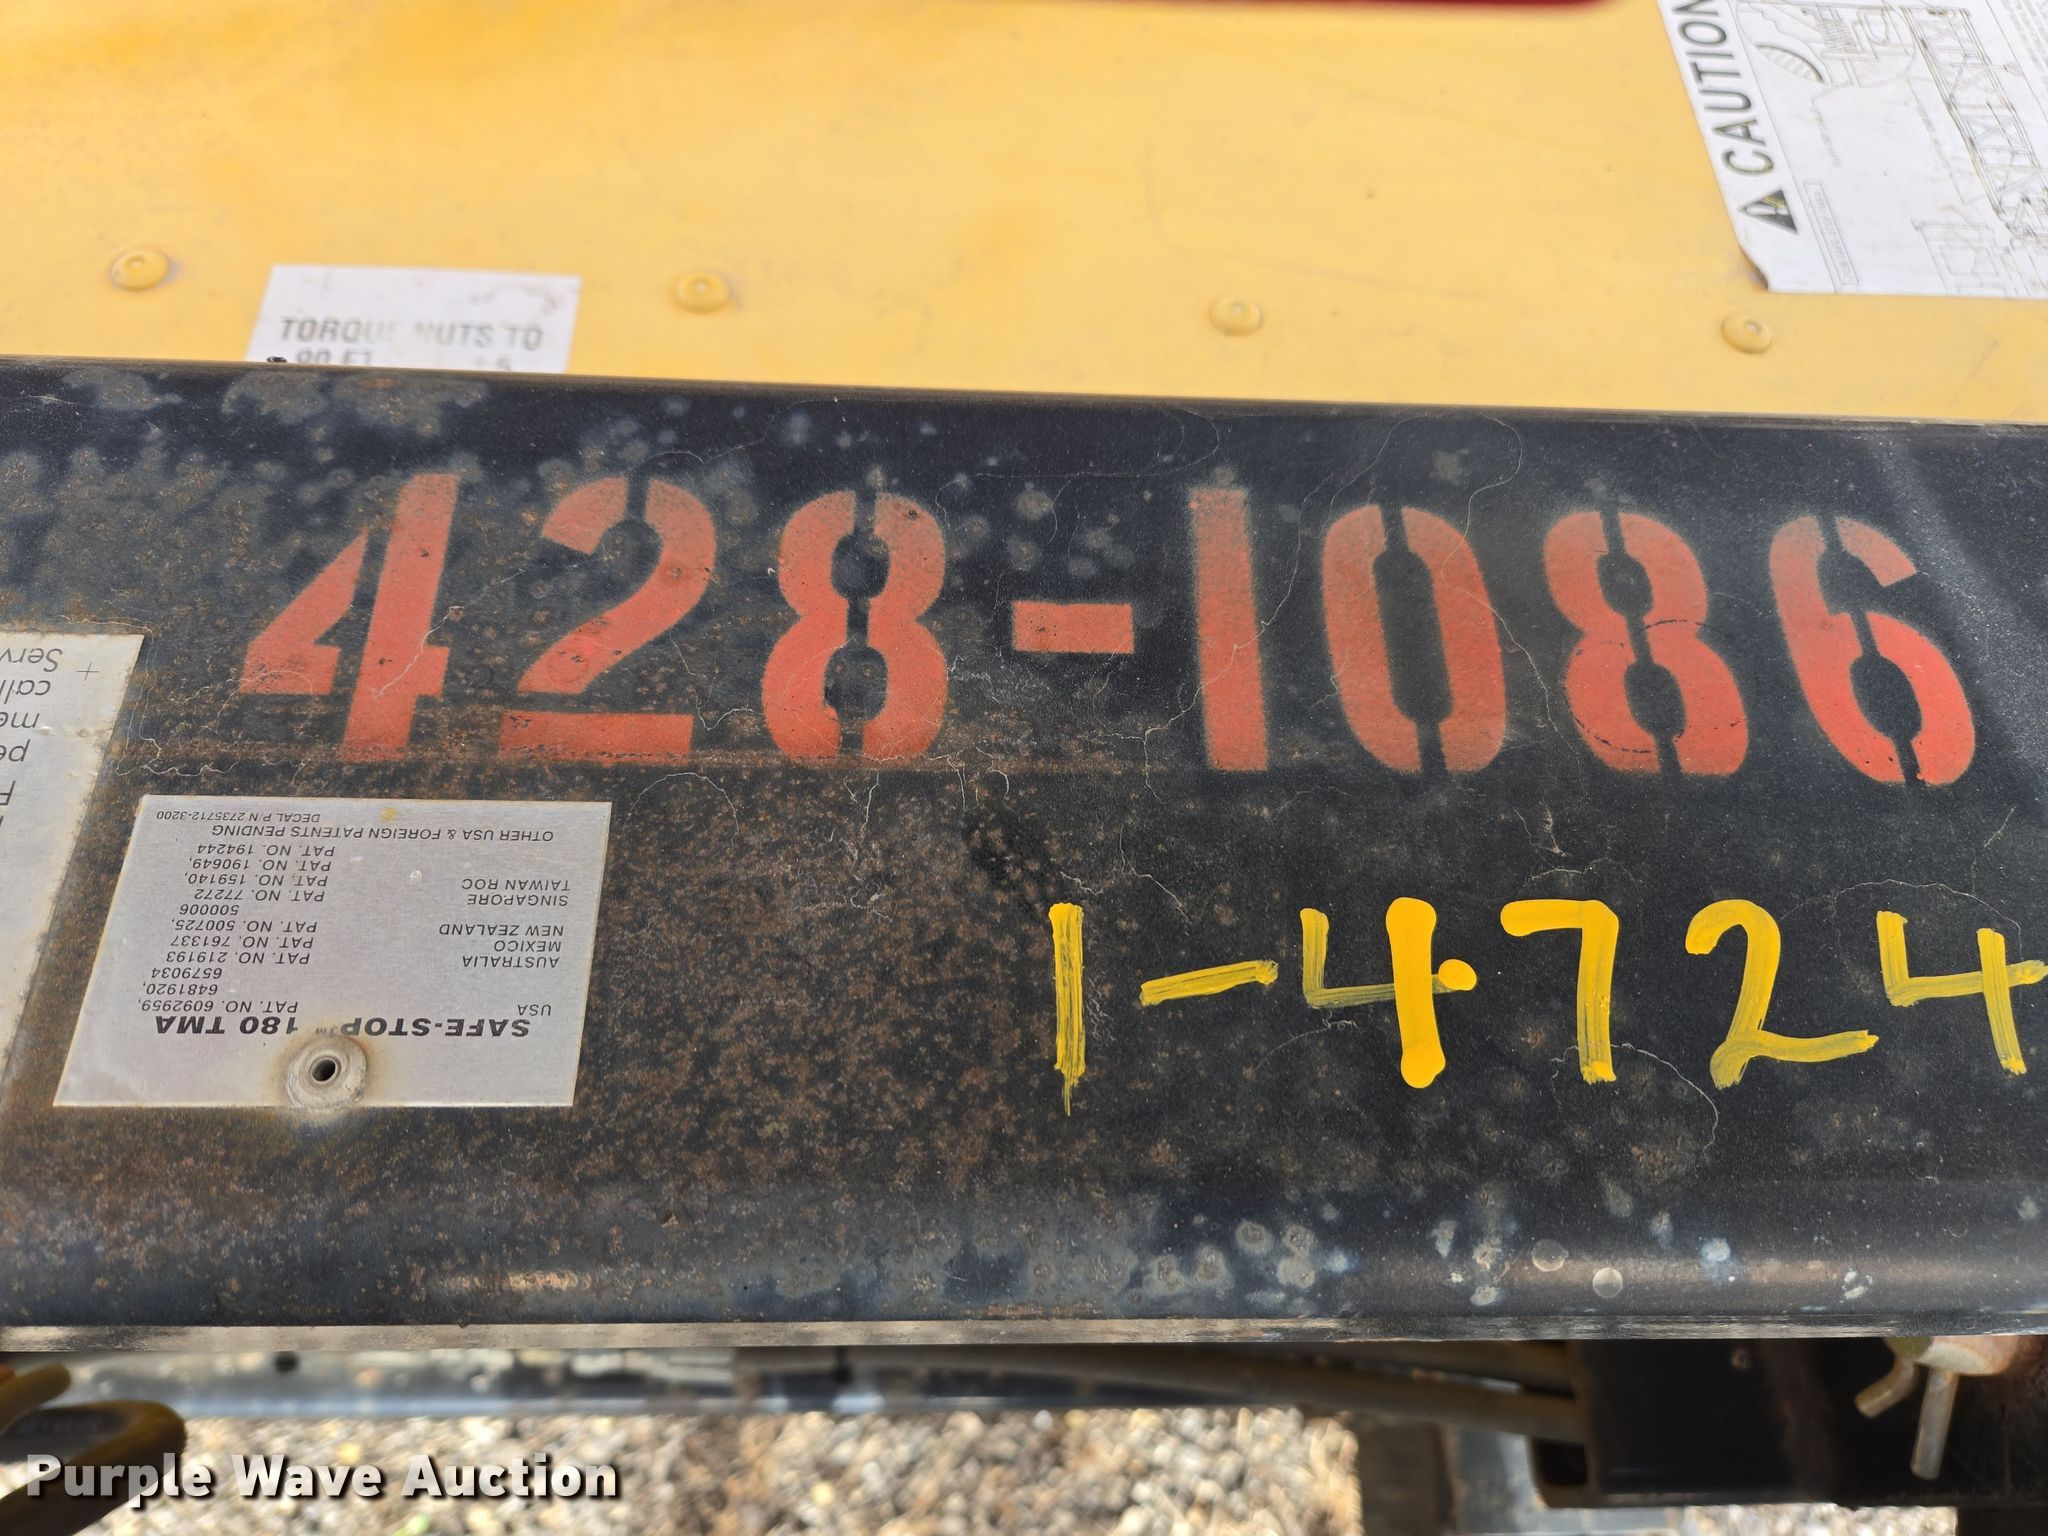 CAUTION
TORQUE NUTS TO
428-1086
1-4724
+
Serv
call
SAFE-STOP™ 180 TMA
USA PAT. NO. 6092959,
6481920,
6579034
AUSTRALIA PAT. NO. 219193
MEXICO PAT. NO. 761337
NEW ZEALAND PAT. NO. 500725,
500006
SINGAPORE PAT. NO. 77272
TAIWAN ROC PAT. NO. 159140,
PAT. NO. 190649,
PAT. NO. 194244
OTHER USA & FOREIGN PATENTS PENDING
DECAL P/N 2735712-3200
Purple Wave Auction